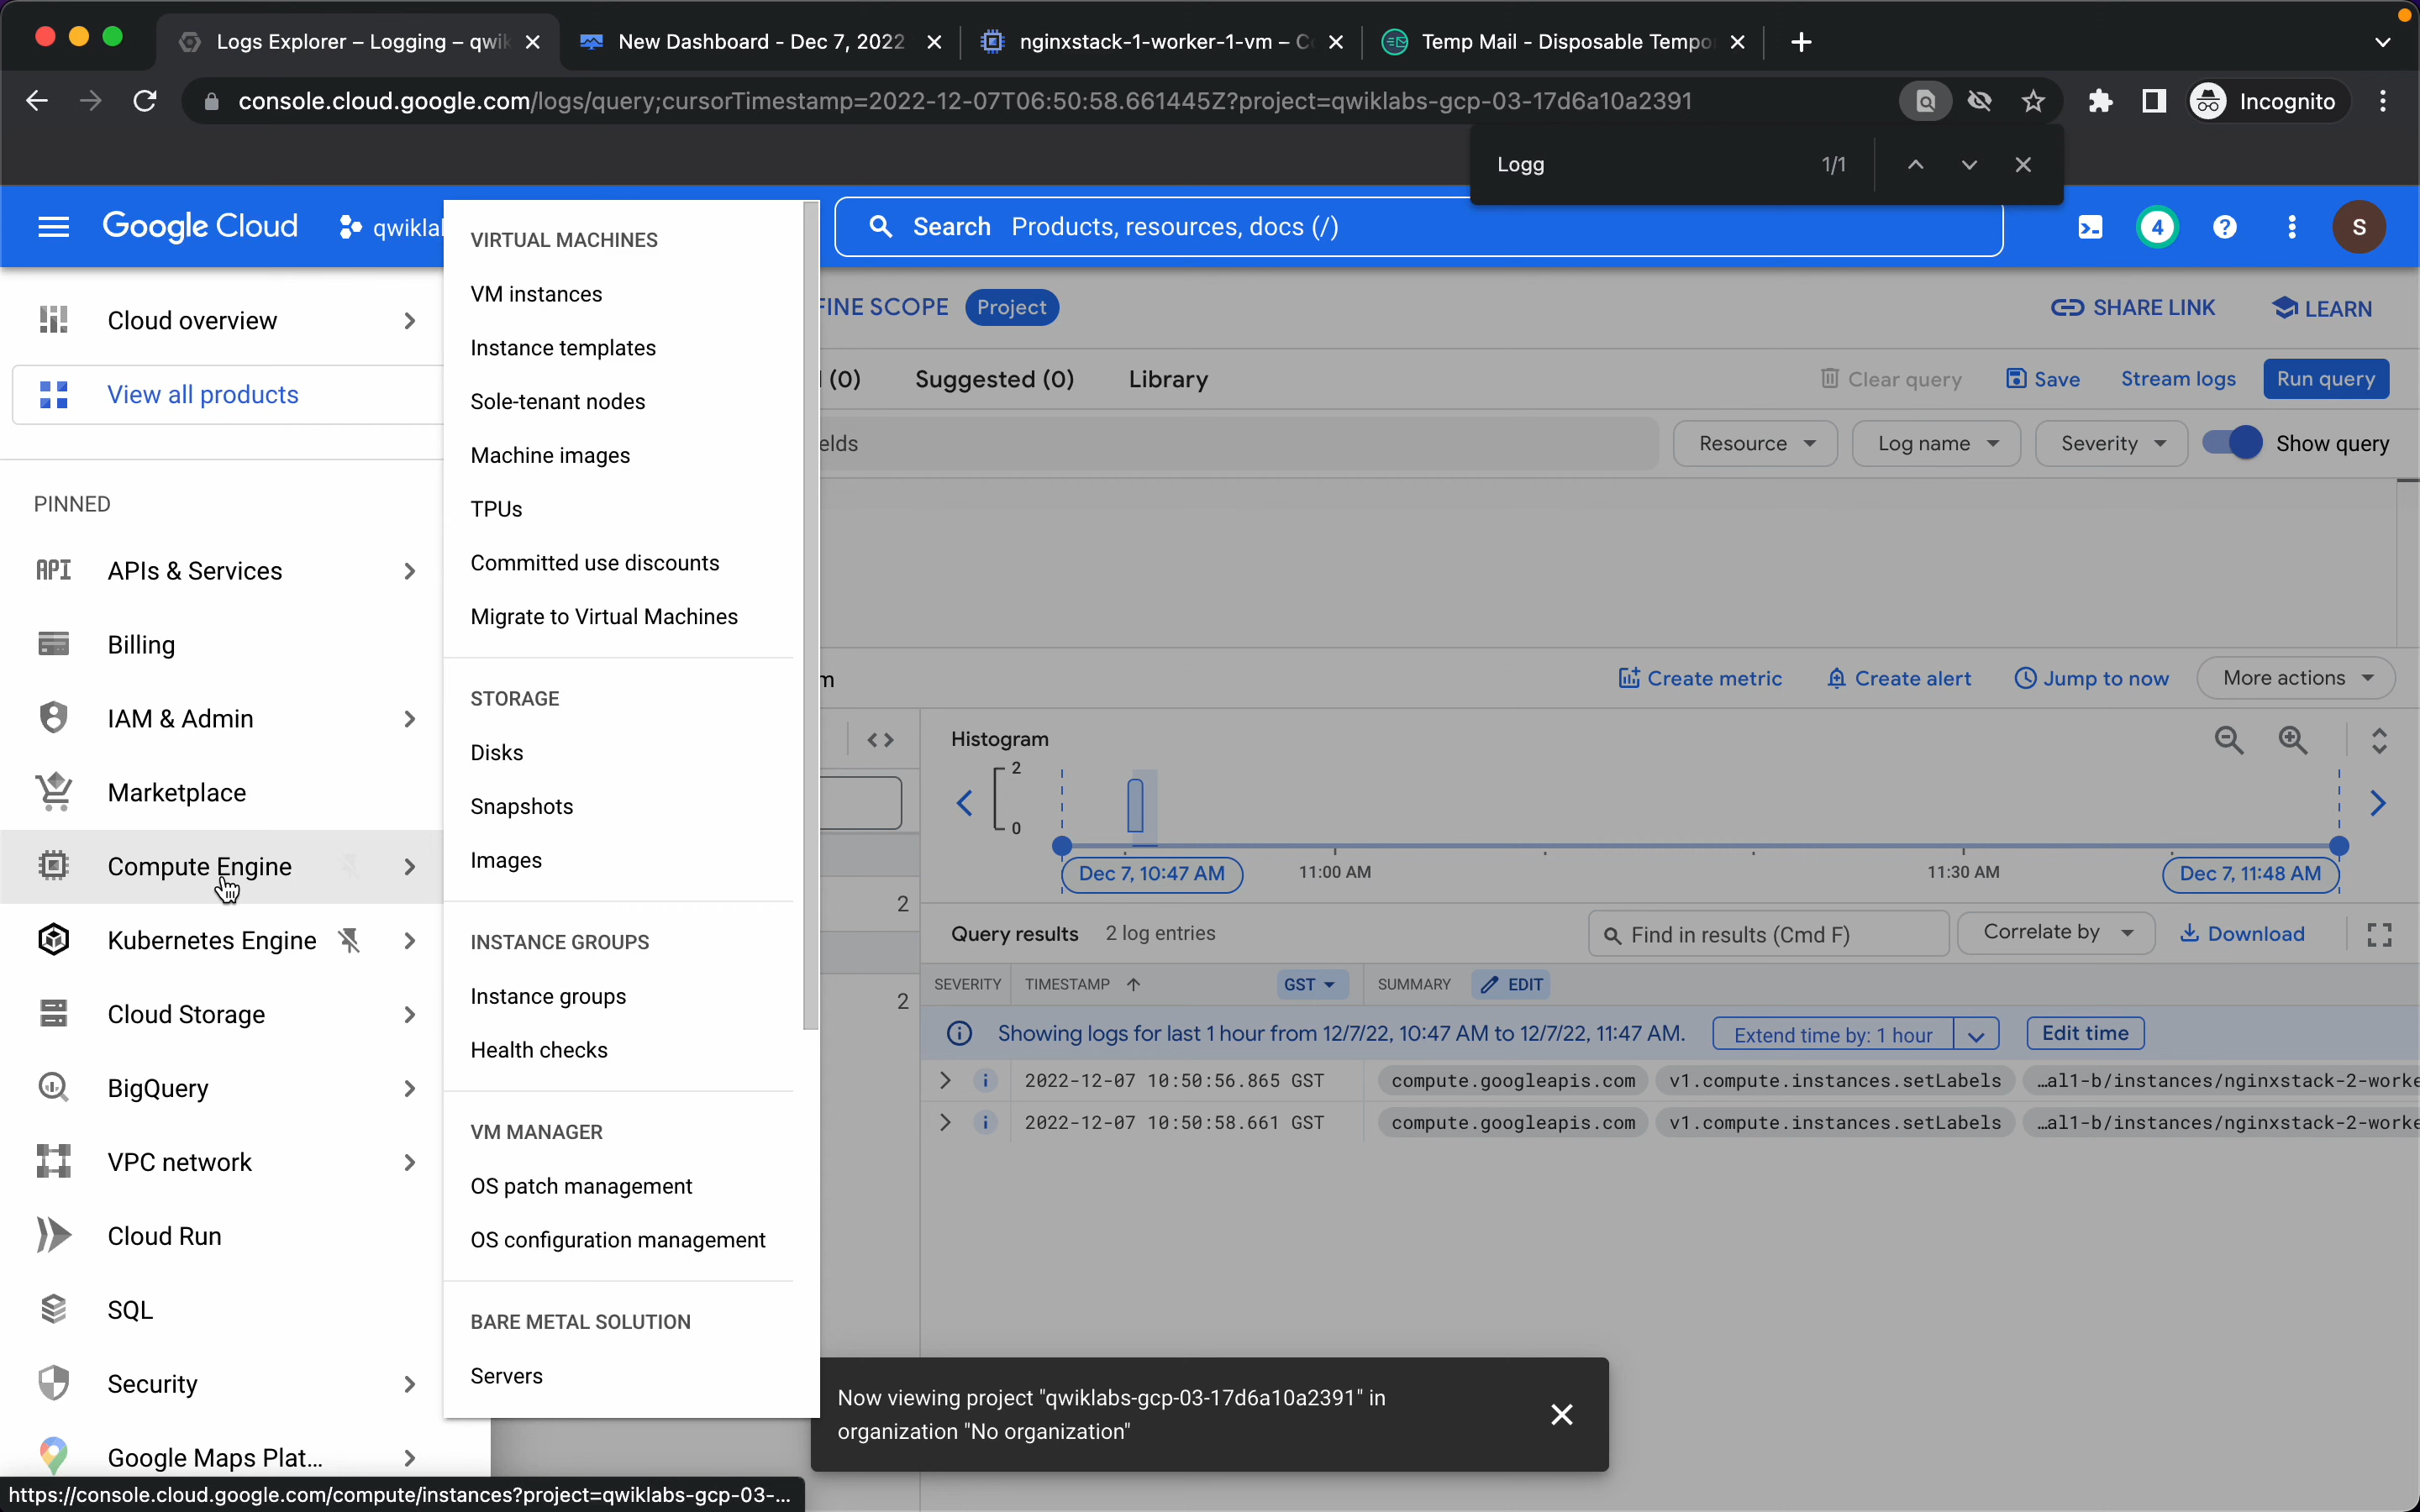 Logs Explorer – Logging – qwik
New Dashboard - Dec 7, 2022
nginxstack-1-worker-1-vm – C
Temp Mail - Disposable Tempo
console.cloud.google.com/logs/query;cursorTimestamp=2022-12-07T06:50:58.661445Z?project=qwiklabs-gcp-03-17d6a10a2391
Incognito
Logg
1/1
Google Cloud
qwikla
Search Products, resources, docs (/)
4
S
Cloud overview
View all products
PINNED
API
APIs & Services
Billing
IAM & Admin
Marketplace
Compute Engine
Kubernetes Engine
Cloud Storage
BigQuery
VPC network
Cloud Run
SQL
Security
Google Maps Plat...
VIRTUAL MACHINES
VM instances
Instance templates
Sole-tenant nodes
Machine images
TPUs
Committed use discounts
Migrate to Virtual Machines
STORAGE
Disks
Snapshots
Images
INSTANCE GROUPS
Instance groups
Health checks
VM MANAGER
OS patch management
OS configuration management
BARE METAL SOLUTION
Servers
FINE SCOPE
Project
SHARE LINK
LEARN
(0)
Suggested (0)
Library
Clear query
Save
Stream logs
Run query
elds
Resource
Log name
Severity
Show query
m
Create metric
Create alert
Jump to now
More actions
Histogram
2
0
Dec 7, 10:47 AM
11:00 AM
11:30 AM
Dec 7, 11:48 AM
2
2
Query results
2 log entries
Find in results (Cmd F)
Correlate by
Download
SEVERITY
TIMESTAMP
GST
SUMMARY
EDIT
Showing logs for last 1 hour from 12/7/22, 10:47 AM to 12/7/22, 11:47 AM.
Extend time by: 1 hour
Edit time
2022-12-07 10:50:56.865 GST compute.googleapis.com v1.compute.instances.setLabels …al1-b/instances/nginxstack-2-worke
2022-12-07 10:50:58.661 GST compute.googleapis.com v1.compute.instances.setLabels …al1-b/instances/nginxstack-2-worke
Now viewing project "qwiklabs-gcp-03-17d6a10a2391" in
organization "No organization"
https://console.cloud.google.com/compute/instances?project=qwiklabs-gcp-03-...